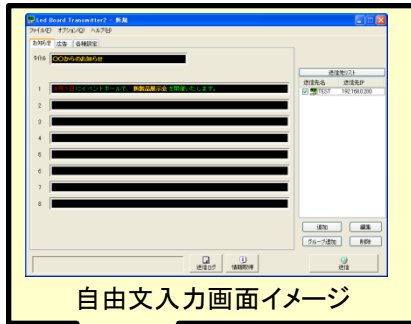 Led Board Transmitter2 - 新規
ファイル(F) オプション(O) ヘルプ(H)
お知らせ 広告 各種設定
タイトル 〇〇からのお知らせ
送信先リスト
送信先名 送信先IP
TEST 192.168.0.200
1 にイベントホールで、新製品展示会を開催いたします。
2
3
4
5
6
7
8
追加 編集
グループ追加 削除
送信ログ 情報取得 送信
自由文入力画面イメージ